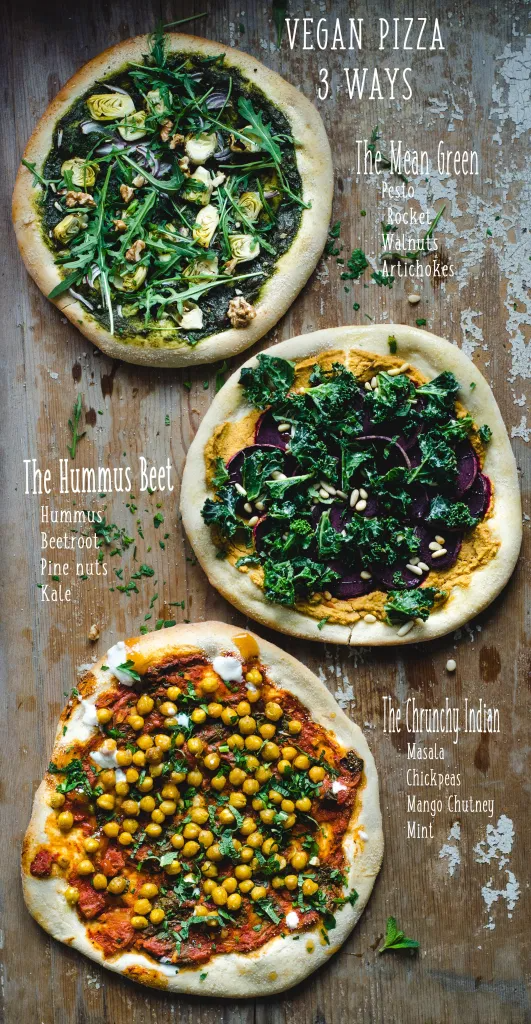 VEGAN PIZZA
3 WAYS
The Mean Green
Pesto
Rocket
Walnuts
Artichokes
The Hummus Beet
Hummus
Beetroot
Pine nuts
Kale
The Chrunchy Indian
Masala
Chickpeas
Mango Chutney
Mint